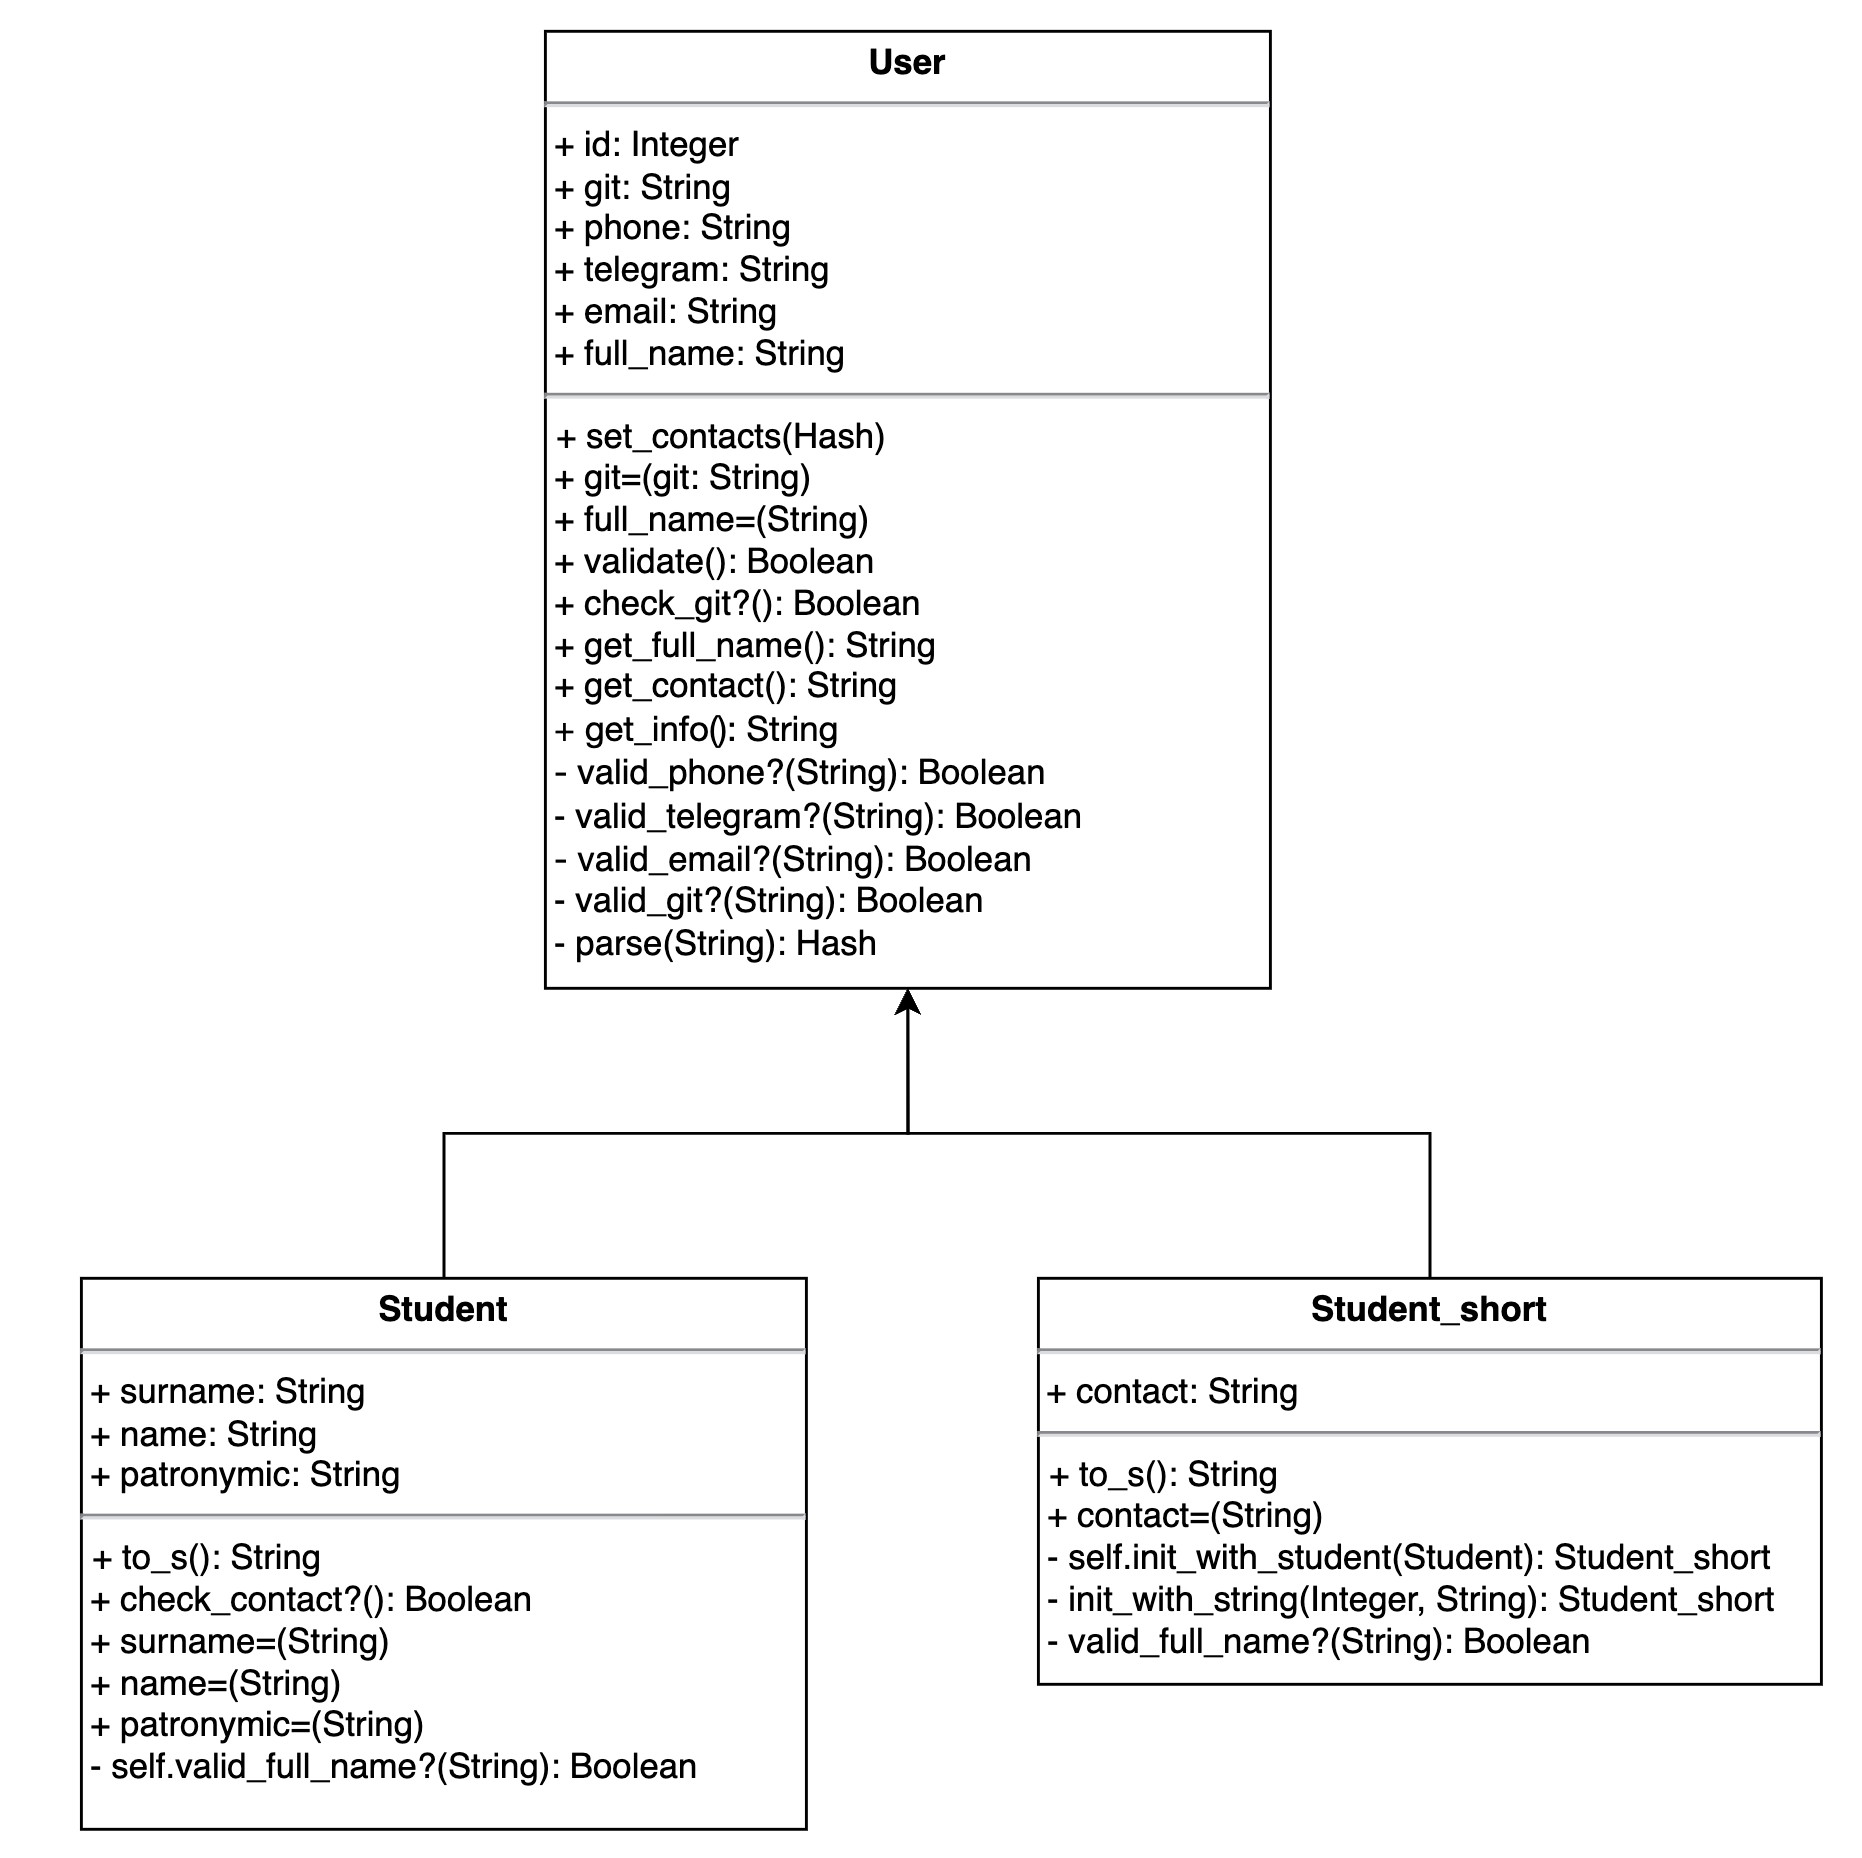 User
+ id: Integer
+ git: String
+ phone: String
+ telegram: String
+ email: String
+ full_name: String
+ set_contacts(Hash)
+ git=(git: String)
+ full_name=(String)
+ validate(): Boolean
+ check_git?(): Boolean
+ get_full_name(): String
+ get_contact(): String
+ get_info(): String
- valid_phone?(String): Boolean
- valid_telegram?(String): Boolean
- valid_email?(String): Boolean
- valid_git?(String): Boolean
- parse(String): Hash
Student
+ surname: String
+ name: String
+ patronymic: String
+ to_s(): String
+ check_contact?(): Boolean
+ surname=(String)
+ name=(String)
+ patronymic=(String)
- self.valid_full_name?(String): Boolean
Student_short
+ contact: String
+ to_s(): String
+ contact=(String)
- self.init_with_student(Student): Student_short
- init_with_string(Integer, String): Student_short
- valid_full_name?(String): Boolean